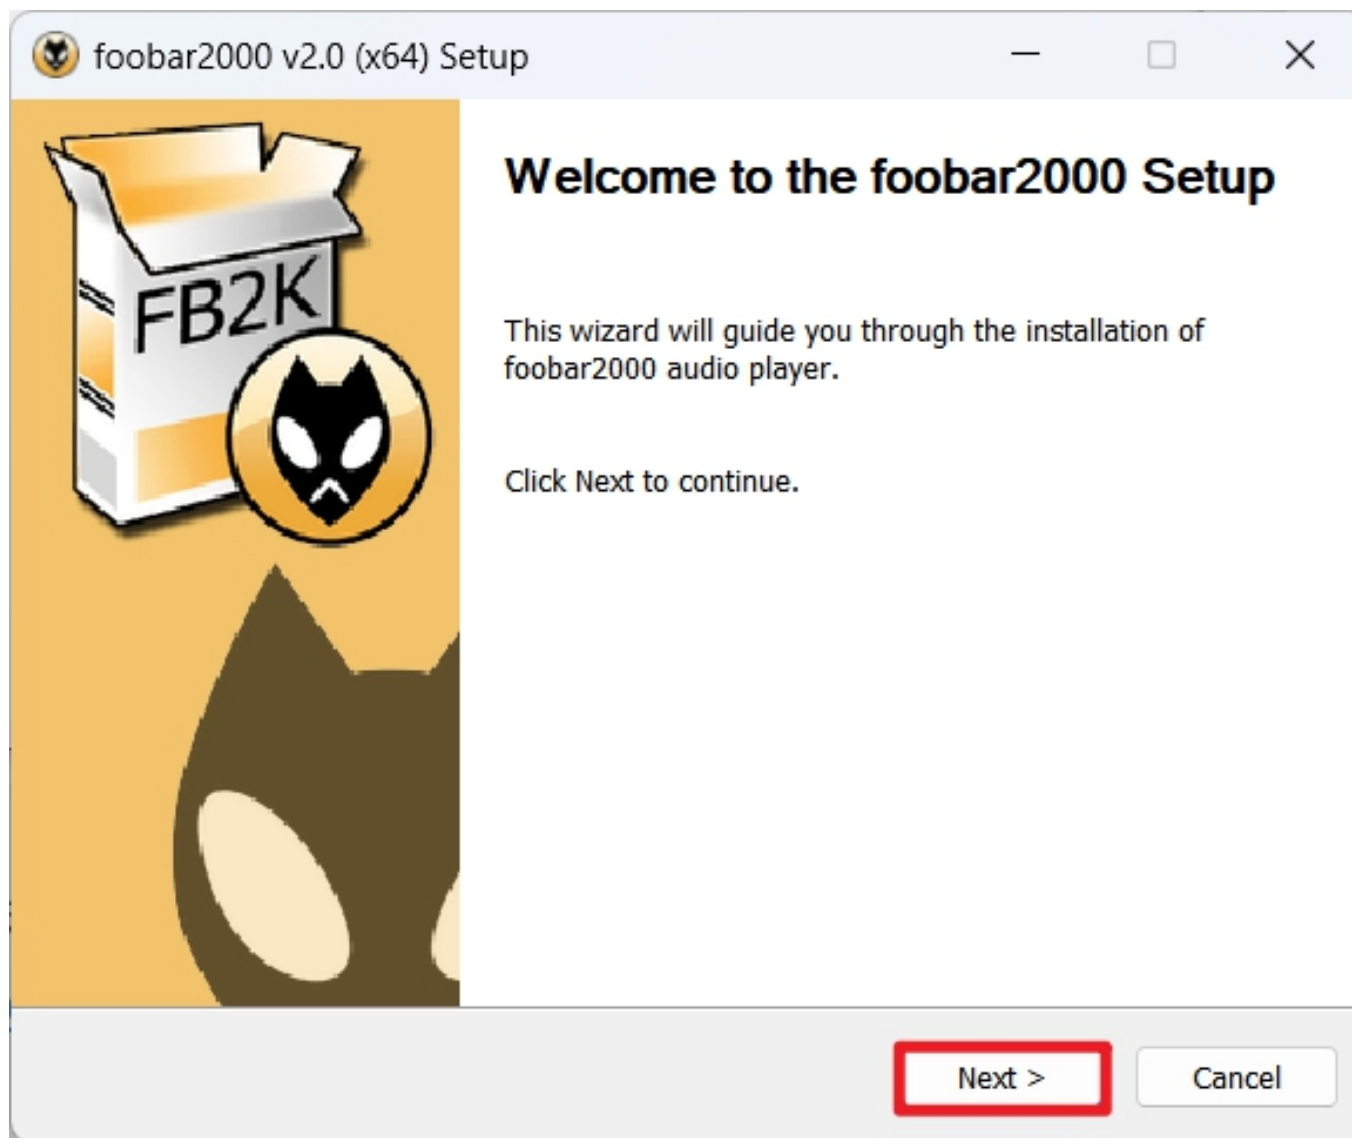 foobar2000 v2.0 (x64) Setup
FB2K
Welcome to the foobar2000 Setup
This wizard will guide you through the installation of
foobar2000 audio player.
Click Next to continue.
Next >
Cancel